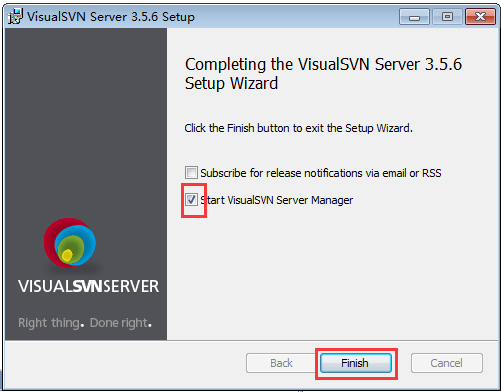 VisualSVN Server 3.5.6 Setup
Completing the VisualSVN Server 3.5.6
Setup Wizard
Click the Finish button to exit the Setup Wizard.
Subscribe for release notifications via email or RSS
Start VisualSVN Server Manager
VISUALSVNSERVER
Right thing. Done right.
Back
Finish
Cancel